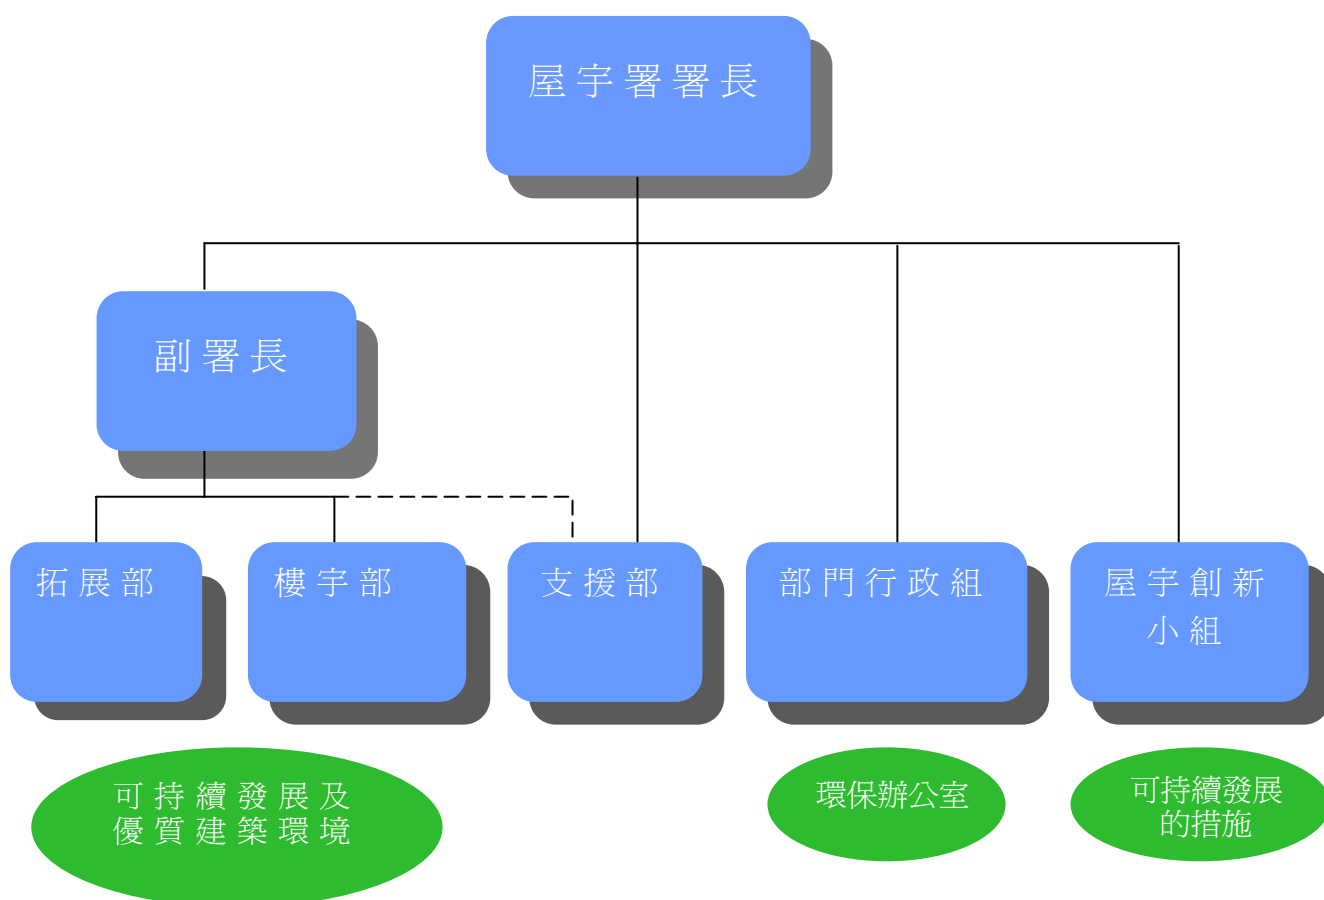 屋宇署署長
副署長
拓展部
樓宇部
支援部
部門行政組
屋宇創新
小組
可持續發展及
優質建築環境
環保辦公室
可持續發展
的措施